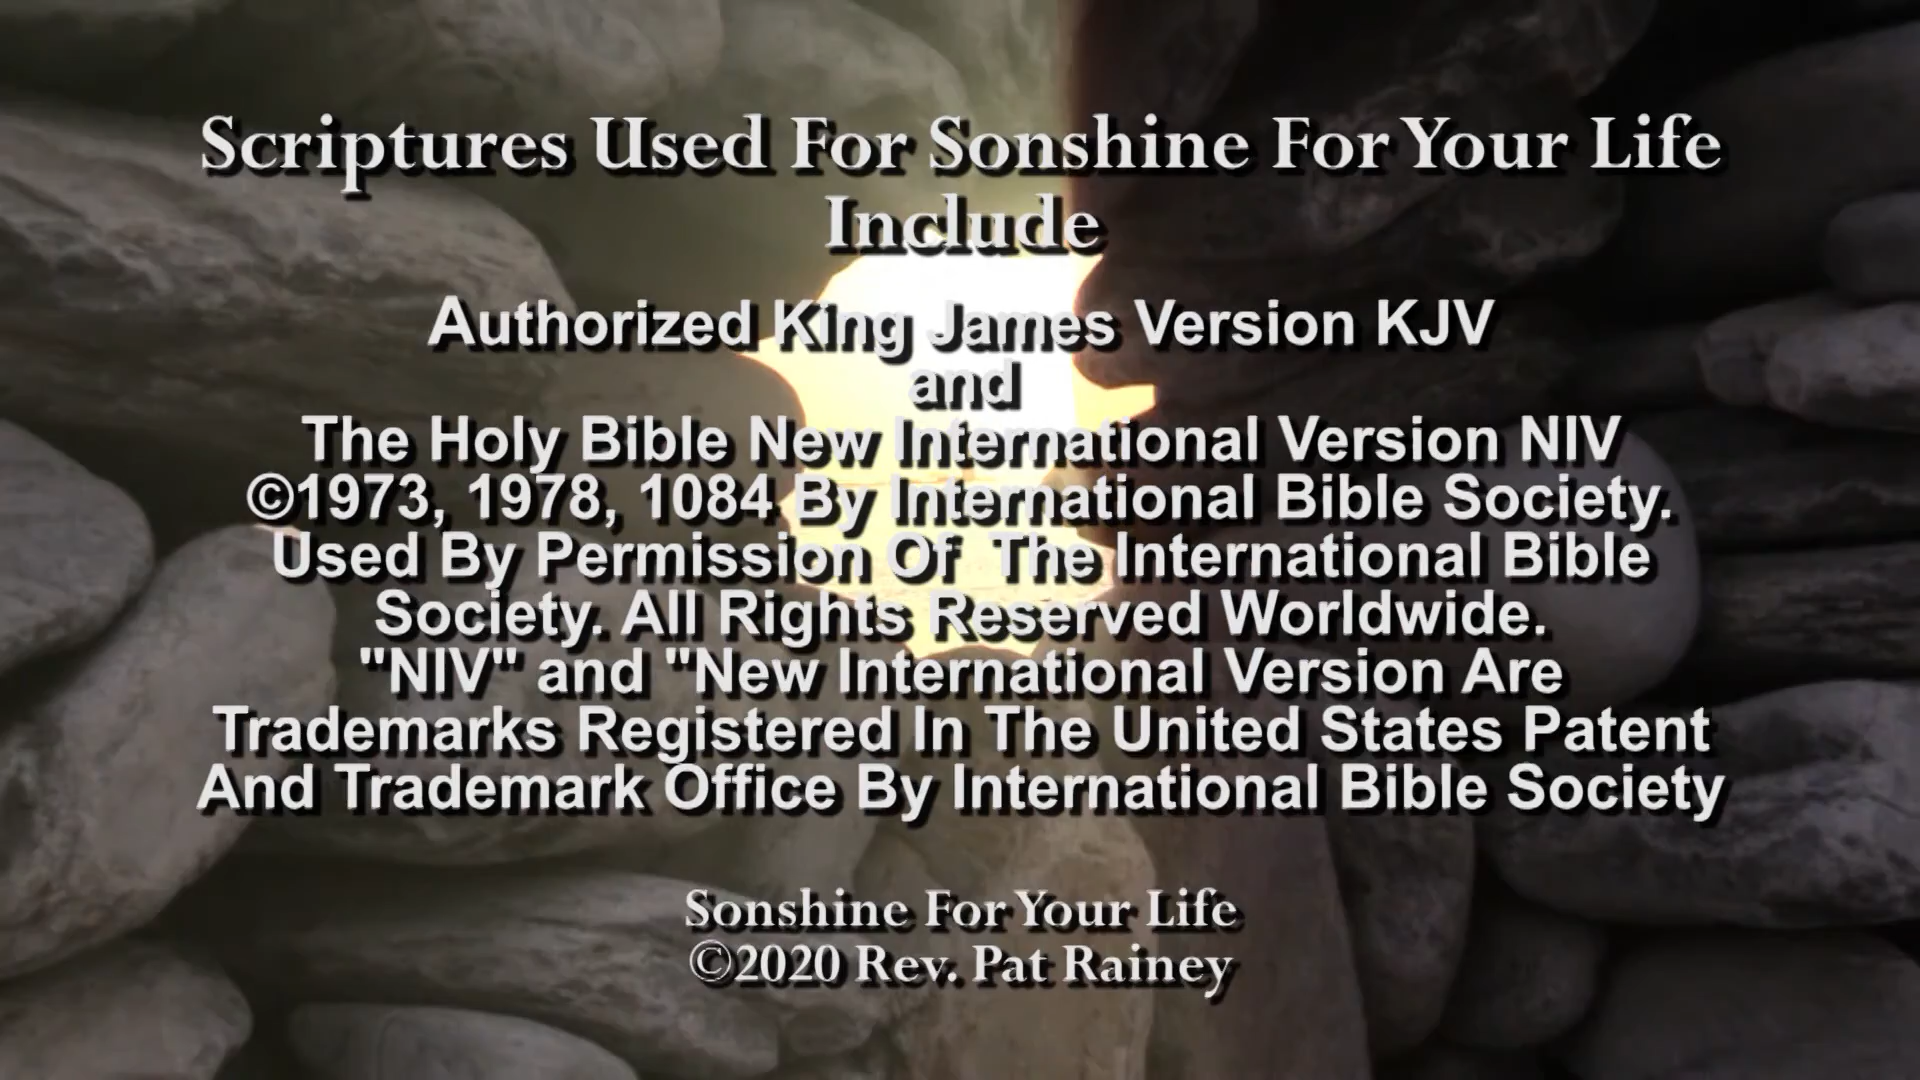 Scriptures Used For Sonshine For Your Life
Include
Authorized King James Version KJV
and
The Holy Bible New International Version NIV
©1973, 1978, 1084 By International Bible Society.
Used By Permission Of The International Bible
Society. All Rights Reserved Worldwide.
"NIV" and "New International Version Are
Trademarks Registered In The United States Patent
And Trademark Office By International Bible Society
Sonshine For Your Life
©2020 Rev. Pat Rainey